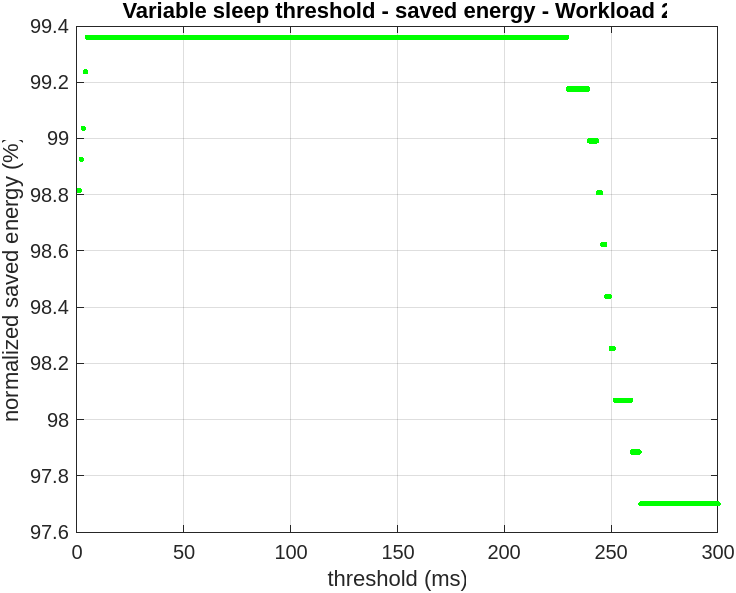 Variable sleep threshold - saved energy - Workload 2
99.4
99.2
99
98.8
98.6
98.4
98.2
98
97.8
97.6
normalized saved energy (%)
0 50 100 150 200 250 300
threshold (ms)